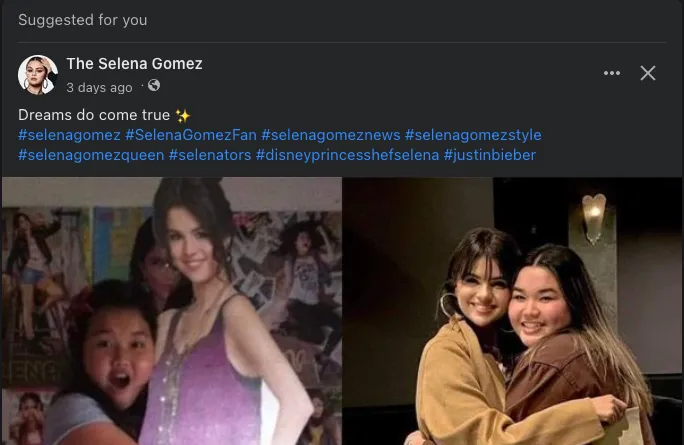 Suggested for you
The Selena Gomez
3 days ago ·
Dreams do come true ✨
#selenagomez #SelenaGomezFan #selenagomeznews #selenagomezstyle
#selenagomezqueen #selenators #disneyprincesshefselena #justinbieber